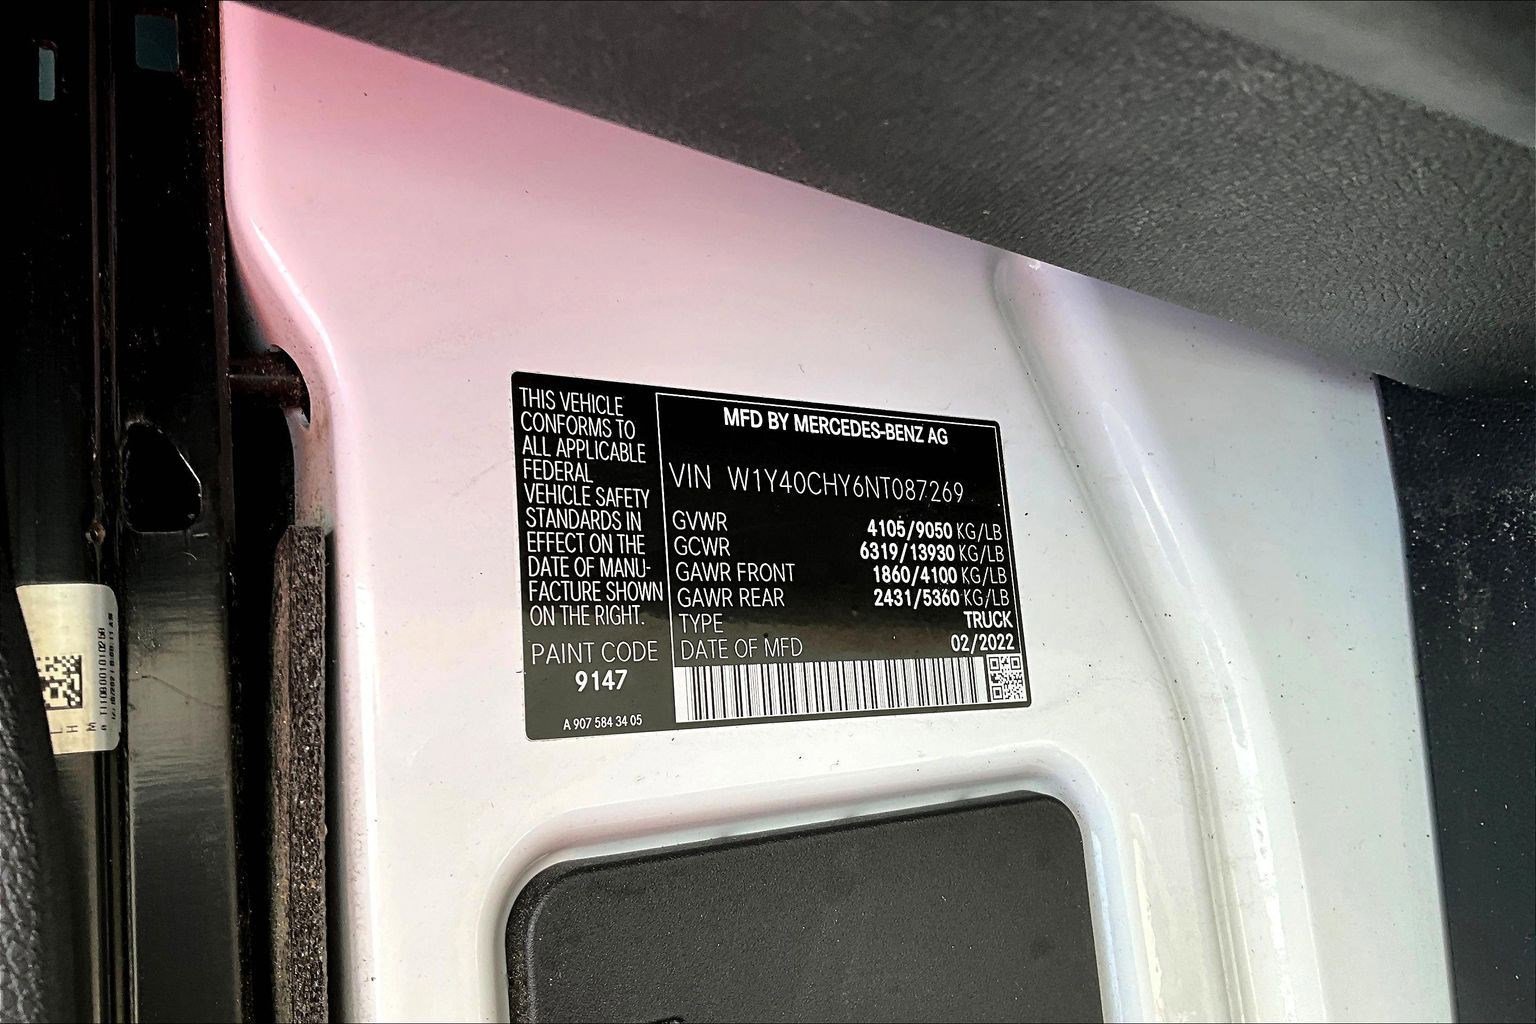 THIS VEHICLE
CONFORMS TO
ALL APPLICABLE
FEDERAL
VEHICLE SAFETY
STANDARDS IN
EFFECT ON THE
DATE OF MANU-
FACTURE SHOWN
ON THE RIGHT.
PAINT CODE
9147
A 907 584 34 05
MFD BY MERCEDES-BENZ AG
VIN W1Y40CHY6NT087269
GVWR 4105/9050 KG/LB
GCWR 6319/13930 KG/LB
GAWR FRONT 1860/4100 KG/LB
GAWR REAR 2431/5360 KG/LB
TYPE TRUCK
DATE OF MFD 02/2022
L
H
M